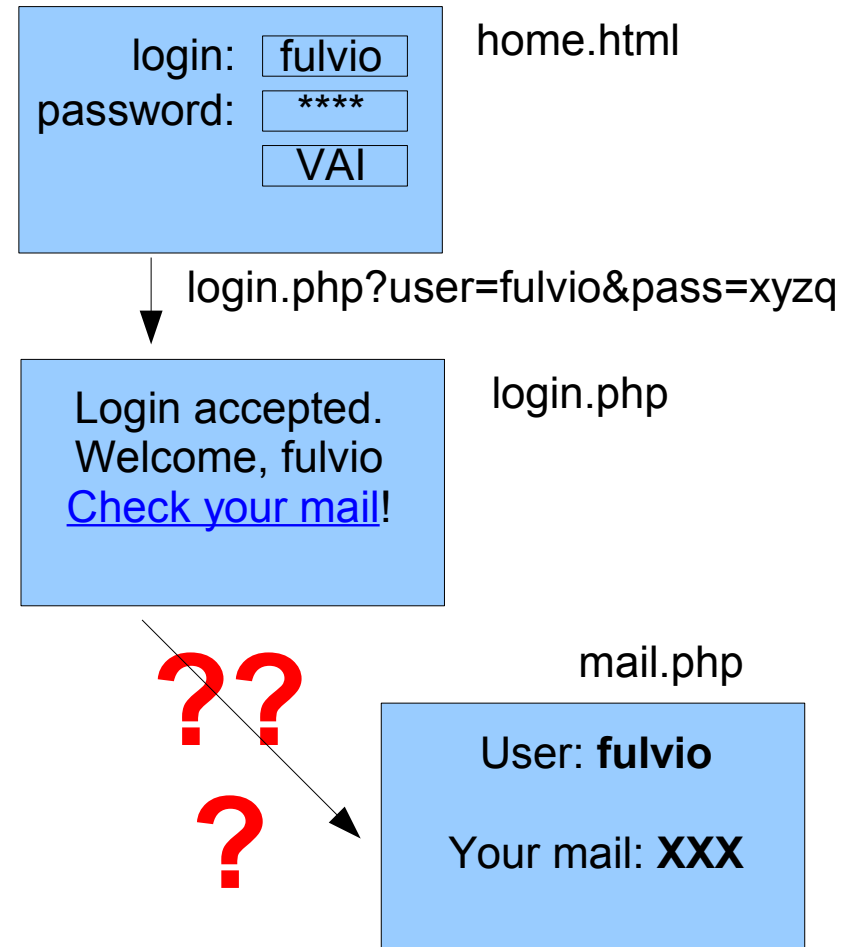 login: fulvio
password: ****
VAI
home.html
login.php?user=fulvio&pass=xyzq
Login accepted.
Welcome, fulvio
Check your mail!
login.php
??
?
mail.php
User: fulvio
Your mail: XXX